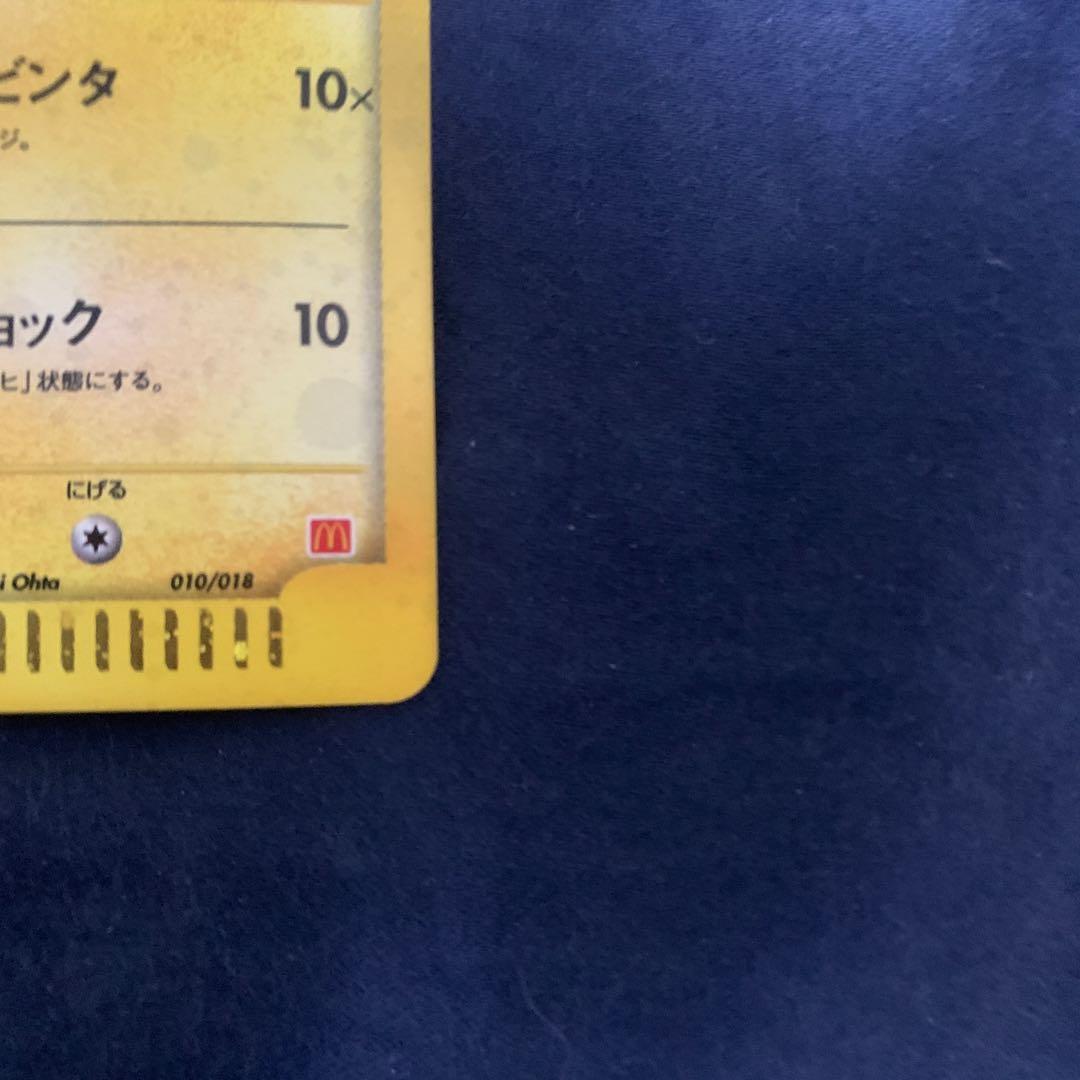 ビンタ 10×
ジ。
ョック 10
ヒ」状態にする。
にげる
i Ohta 010/018